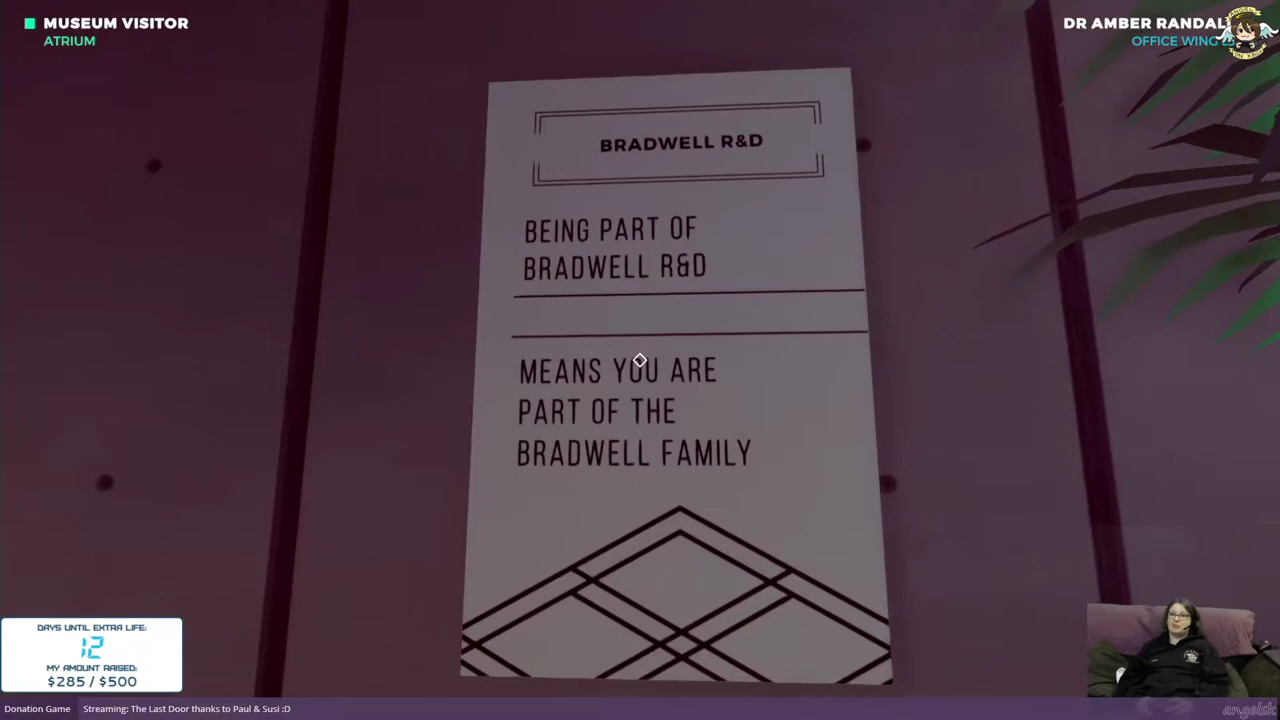 MUSEUM VISITOR
ATRIUM
DR AMBER RANDAL
OFFICE WING
BRADWELL R&D
BEING PART OF
BRADWELL R&D
MEANS YOU ARE
PART OF THE
BRADWELL FAMILY
DAYS UNTIL EXTRA LIFE:
12
MY AMOUNT RAISED:
$285 / $500
Donation Game
Streaming: The Last Door thanks to Paul & Susi :D
angelsk